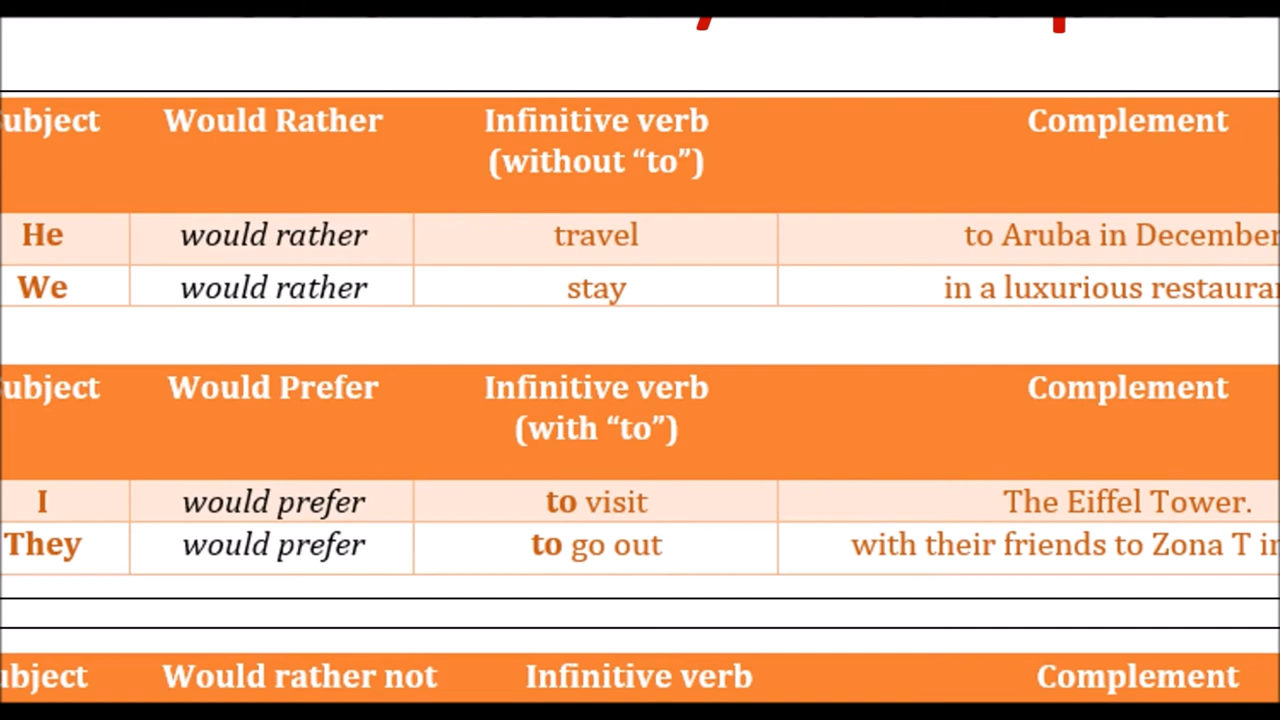 ubject Would Rather Infinitive verb Complement
(without “to”)
He would rather travel to Aruba in December
We would rather stay in a luxurious restaura
ubject Would Prefer Infinitive verb Complement
(with “to”)
I would prefer to visit The Eiffel Tower.
They would prefer to go out with their friends to Zona T i
ubject Would rather not Infinitive verb Complement